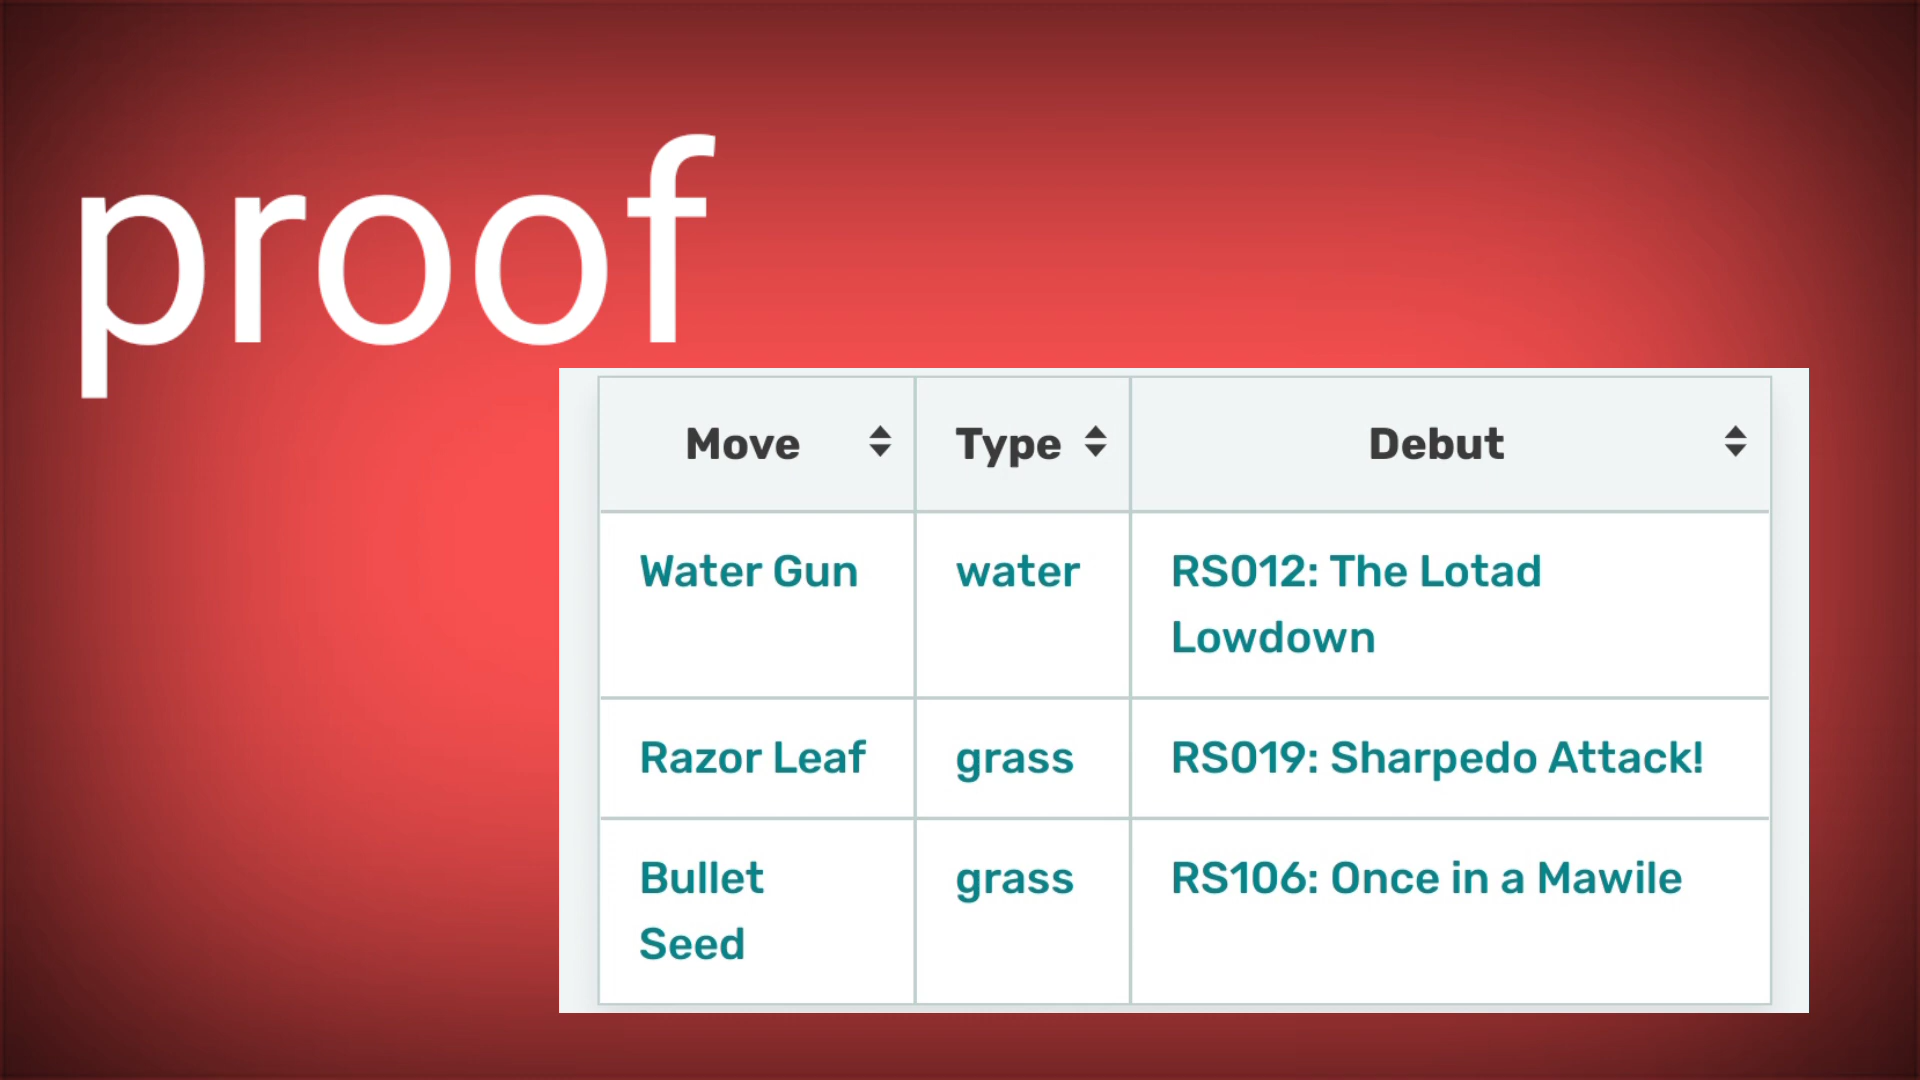 proof
Move Type Debut
Water Gun water RS012: The Lotad
Lowdown
Razor Leaf grass RS019: Sharpedo Attack!
Bullet grass RS106: Once in a Mawile
Seed